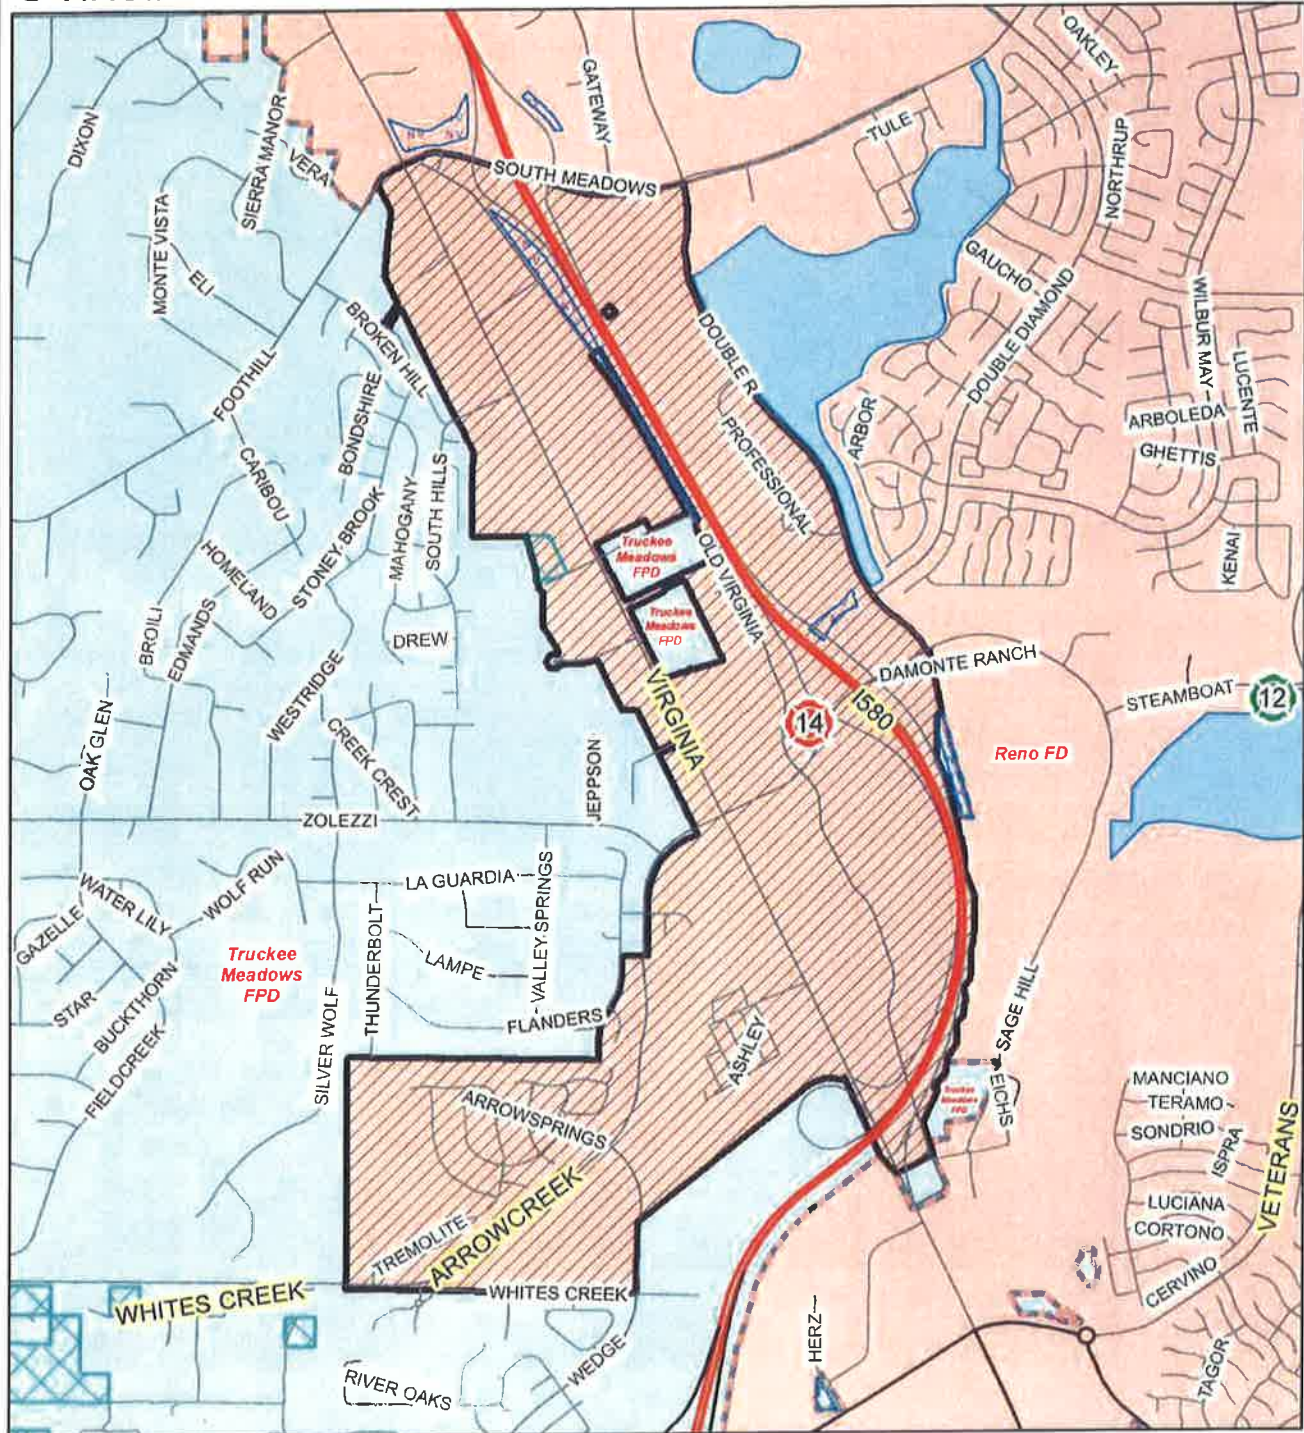 OAKLEY
GATEWAY
DIXON
SIERRA MANOR
VERA
TULE
NORTHRUP
SOUTH MEADOWS
MONTE VISTA
ELI
GAUCHO
DOUBLE DIAMOND
WILBUR MAY
LUCENTE
BROKEN HILL
DOUBLE R
FOOTHILL
BONDSHIRE
ARBOR
ARBOLEDA
GHETTIS
PROFESSIONAL
CARIBOU
STONEY BROOK
MAHOGANY
SOUTH HILLS
KENAI
Truckee
Meadows
FPD
OLD VIRGINIA
HOMELAND
Truckee
Meadows
FPD
BROILI
EDMANDS
DREW
WESTRIDGE
VIRGINIA
DAMONTE RANCH
STEAMBOAT
12
14
I580
Reno FD
OAK GLEN
CREEK CREST
JEPPSON
ZOLEZZI
WATER LILY
WOLF RUN
LA GUARDIA
VALLEY SPRINGS
GAZELLE
THUNDERBOLT
LAMPE
Truckee
Meadows
FPD
STAR
BUCKTHORN
FIELDCREEK
SILVER WOLF
FLANDERS
ASHLEY
SAGE HILL
EICHS
Truckee
Meadows
FPD
ARROWSPRINGS
MANCIANO
TERAMO
SONDRIO
ISPRA
VETERANS
LUCIANA
CORTONO
CERVINO
TREMOLITE
ARROWCREEK
WHITES CREEK
WHITES CREEK
HERZ
WEDGE
RIVER OAKS
TAGOR